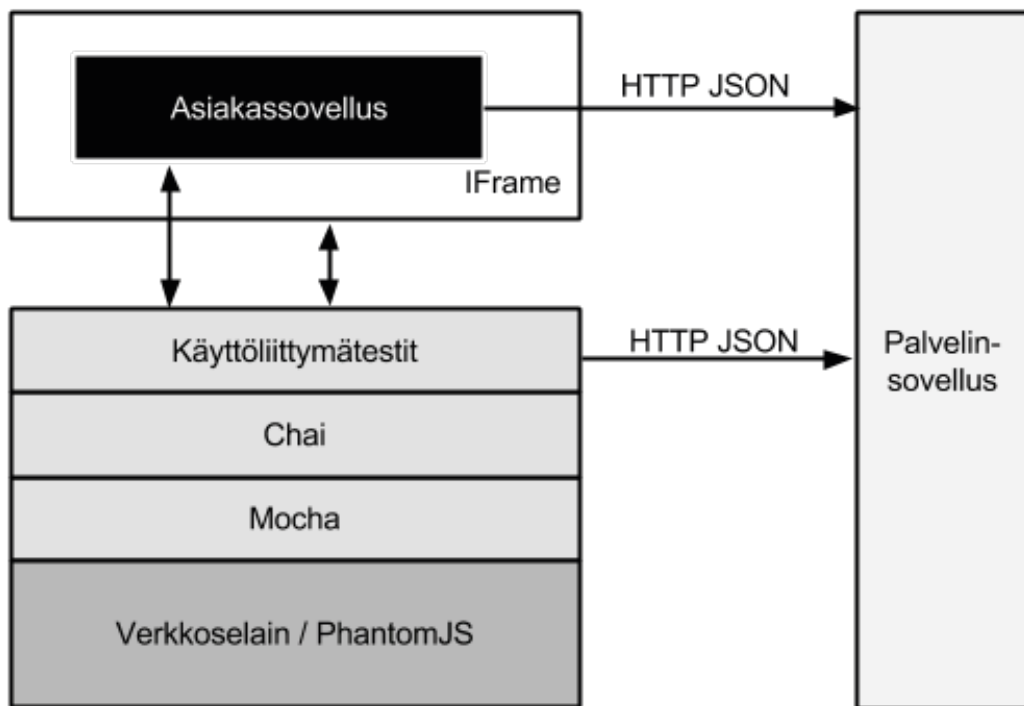 Asiakassovellus
HTTP JSON
IFrame
Käyttöliittymätestit
HTTP JSON
Palvelin-
sovellus
Chai
Mocha
Verkkoselain / PhantomJS